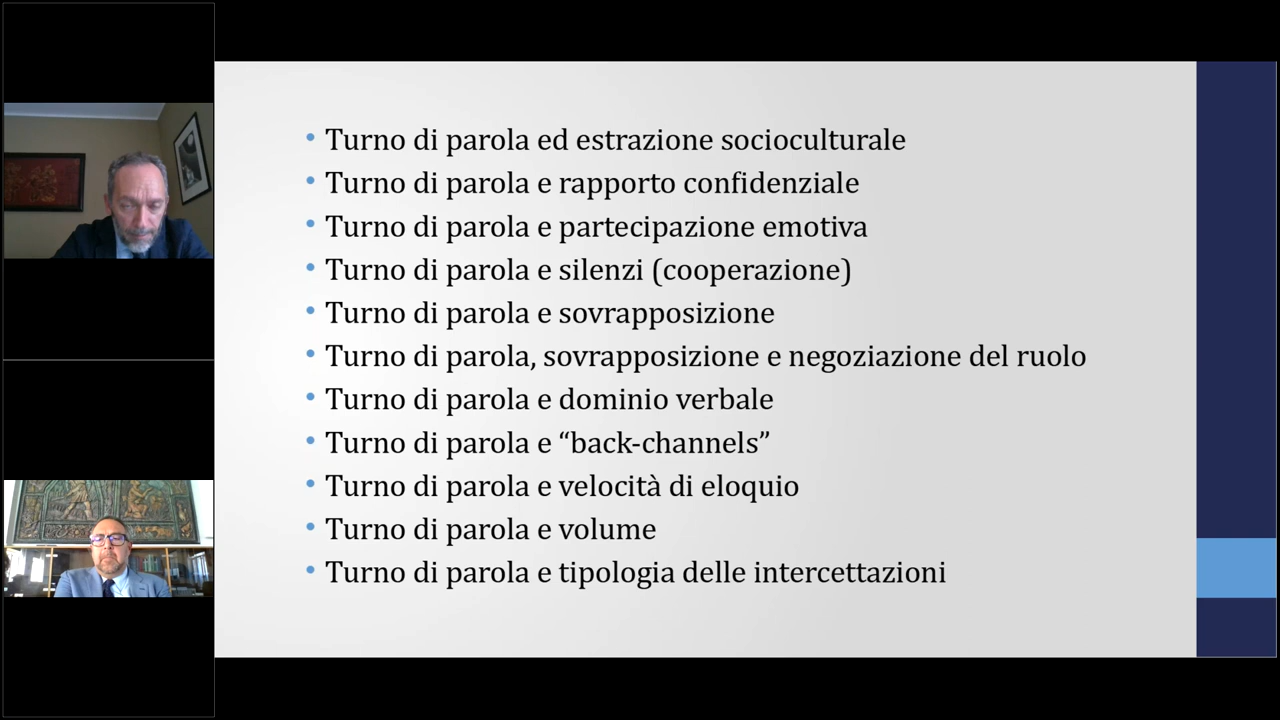 Turno di parola ed estrazione socioculturale
Turno di parola e rapporto confidenziale
Turno di parola e partecipazione emotiva
Turno di parola e silenzi (cooperazione)
Turno di parola e sovrapposizione
Turno di parola, sovrapposizione e negoziazione del ruolo
Turno di parola e dominio verbale
Turno di parola e “back-channels”
Turno di parola e velocità di eloquio
Turno di parola e volume
Turno di parola e tipologia delle intercettazioni